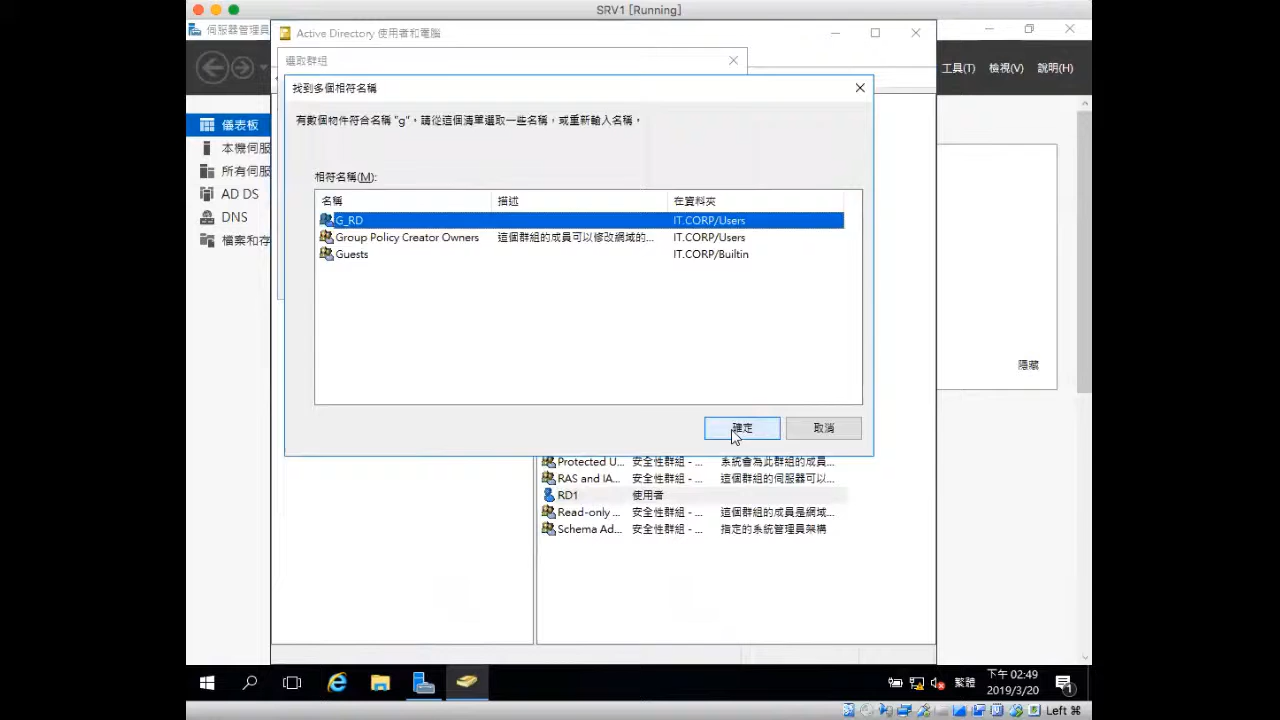 SRV1 [Running]
伺服器管理員
Active Directory 使用者和電腦
選取群組
工具(T) 檢視(V) 說明(H)
找到多個相符名稱
有數個物件符合名稱 "g"。請從這個清單選取一些名稱，或重新輸入名稱。
儀表板
本機伺服
所有伺服
AD DS
DNS
檔案和存
相符名稱(M):
名稱 描述 在資料夾
G_RD IT.CORP/Users
Group Policy Creator Owners 這個群組的成員可以修改網域的... IT.CORP/Users
Guests IT.CORP/Builtin
隱藏
確定 取消
Protected U... 安全性群組 - ... 系統會為此群組的成員...
RAS and IA... 安全性群組 - ... 這個群組的伺服器可以...
RD1 使用者
Read-only ... 安全性群組 - ... 這個群組的成員是網域...
Schema Ad... 安全性群組 - ... 指定的系統管理員架構
繁體
下午 02:49
2019/3/20
1
Left ⌘